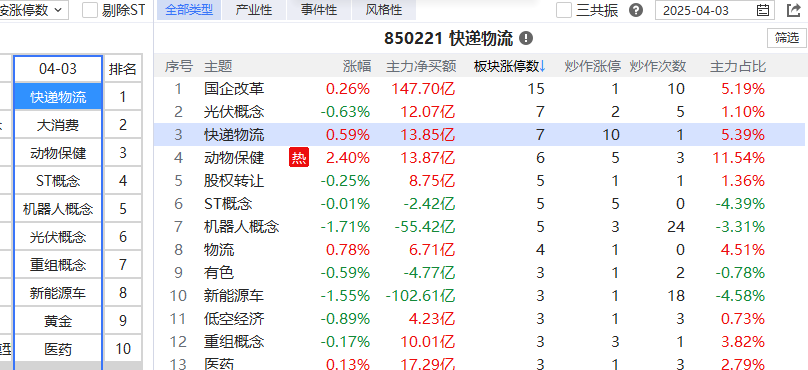 按涨停数 剔除ST
全部类型 产业性 事件性 风格性 三共振 2025-04-03
850221 快递物流 筛选
04-03 排名
快递物流 1
大消费 2
动物保健 3
ST概念 4
机器人概念 5
光伏概念 6
重组概念 7
新能源车 8
黄金 9
医药 10
序号 主题 涨幅 主力净买额 板块涨停数↓ 炒作涨停 炒作次数 主力占比
1 国企改革 0.26% 147.70亿 15 1 10 5.19%
2 光伏概念 -0.63% 12.07亿 7 2 5 1.10%
3 快递物流 0.59% 13.85亿 7 10 1 5.39%
4 动物保健 热 2.40% 13.87亿 6 5 3 11.54%
5 股权转让 -0.25% 8.75亿 5 1 1 1.36%
6 ST概念 -0.01% -2.42亿 5 1 0 -4.39%
7 机器人概念 -1.71% -55.42亿 5 3 24 -3.31%
8 物流 0.78% 6.71亿 4 1 0 4.51%
9 有色 -0.59% -4.77亿 3 1 2 -0.78%
10 新能源车 -1.55% -102.61亿 3 1 18 -4.58%
11 低空经济 -0.89% 4.23亿 3 1 3 0.73%
12 重组概念 -0.17% 10.01亿 3 3 1 3.82%
13 医药 0.13% 17.29亿 3 1 3 2.79%